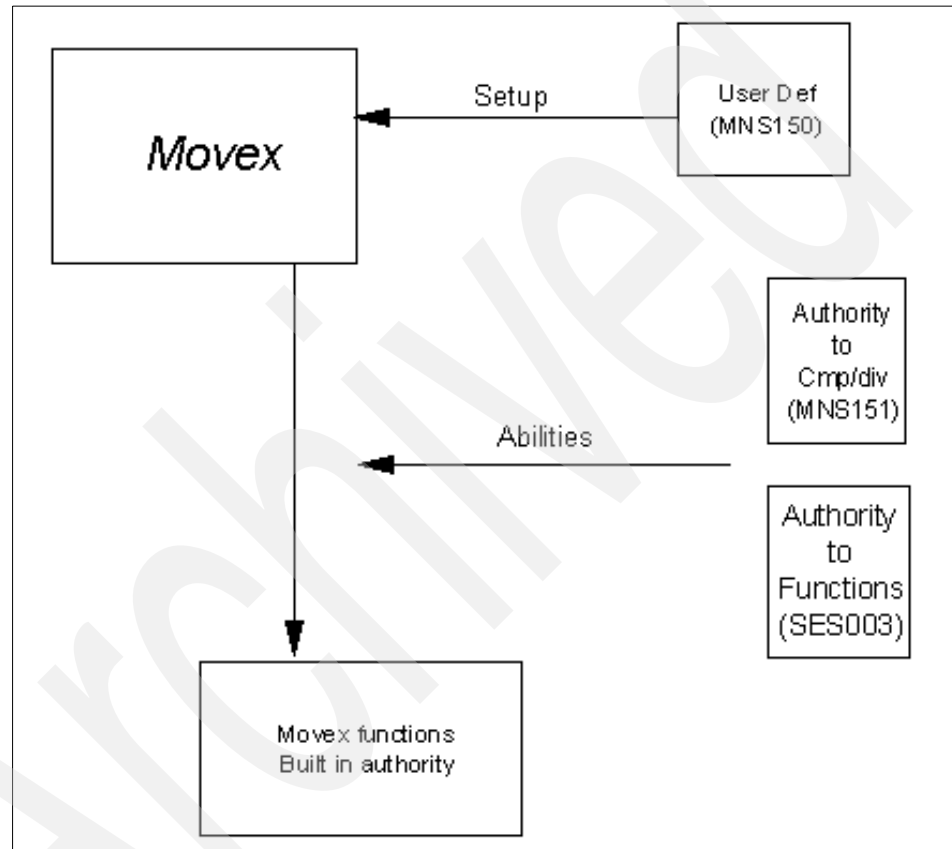 Movex
Setup
User Def
(MNS150)
Authority
to
Cmp/div
(MNS151)
Abilities
Authority
to
Functions
(SES003)
Movex functions
Built in authority
Archived